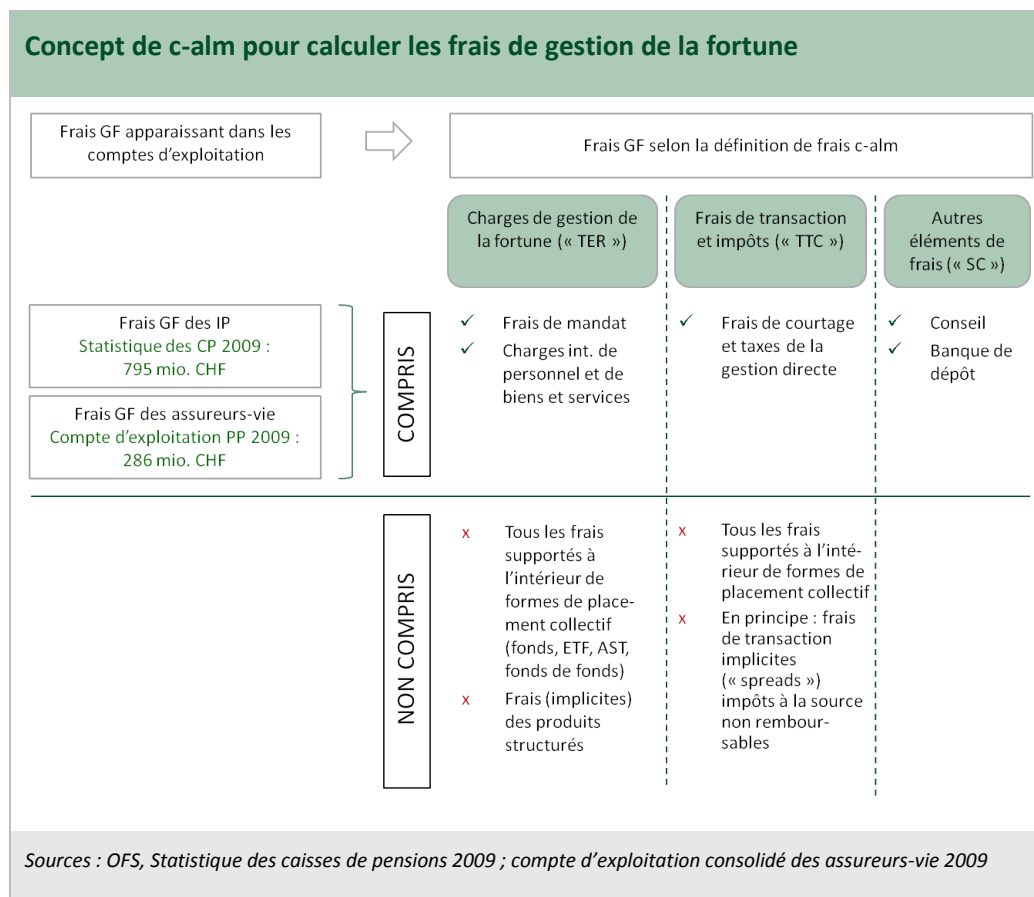 Concept de c-alm pour calculer les frais de gestion de la fortune
Frais GF apparaissant dans les
comptes d'exploitation
Frais GF selon la définition de frais c-alm
Charges de gestion de
la fortune (« TER »)
Frais de transaction
et impôts (« TTC »)
Autres
éléments de
frais (« SC »)
Frais GF des IP
Statistique des CP 2009 :
795 mio. CHF
Frais GF des assureurs-vie
Compte d'exploitation PP 2009 :
286 mio. CHF
COMPRIS
✓ Frais de mandat
✓ Charges int. de
personnel et de
biens et services
✓ Frais de courtage
et taxes de la
gestion directe
✓ Conseil
✓ Banque de
dépôt
NON COMPRIS
x Tous les frais
supportés à
l'intérieur de
formes de place-
ment collectif
(fonds, ETF, AST,
fonds de fonds)
x Frais (implicites)
des produits
structurés
x Tous les frais
supportés à l'inté-
rieur de formes de
placement collectif
x En principe : frais
de transaction
implicites
(« spreads »)
impôts à la source
non rembour-
sables
Sources : OFS, Statistique des caisses de pensions 2009 ; compte d'exploitation consolidé des assureurs-vie 2009